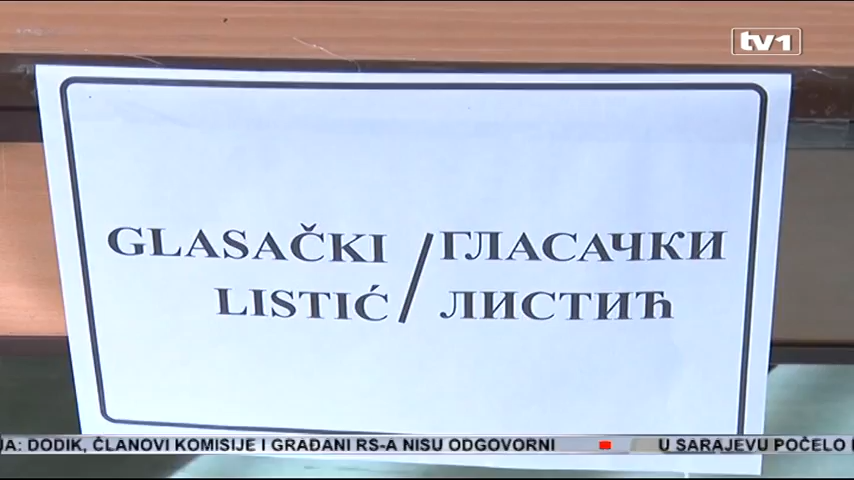 tv1
GLASAČKI / ГЛАСАЧКИ
LISTIĆ / ЛИСТИЋ
DODIK, ČLANOVI KOMISIJE I GRAĐANI RS-A NISU ODGOVORNI
U SARAJEVU POČELO